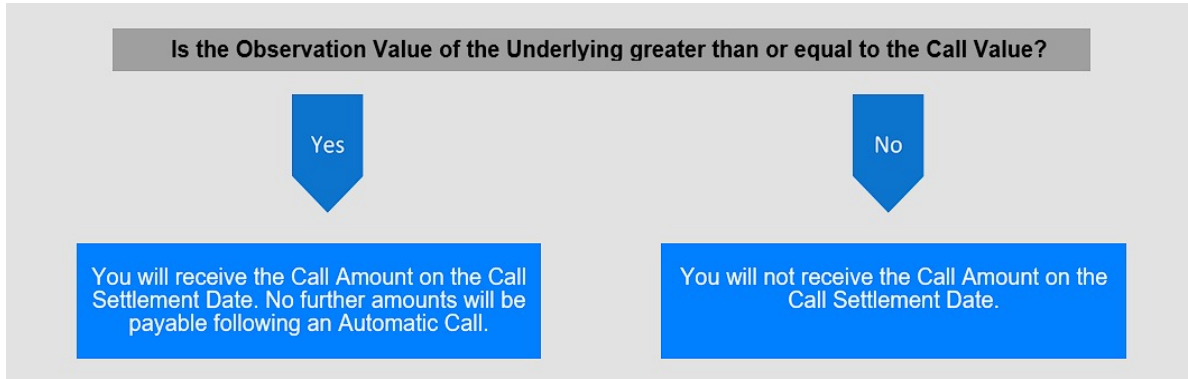 Is the Observation Value of the Underlying greater than or equal to the Call Value?
Yes
No
You will receive the Call Amount on the Call
Settlement Date. No further amounts will be
payable following an Automatic Call.
You will not receive the Call Amount on the
Call Settlement Date.